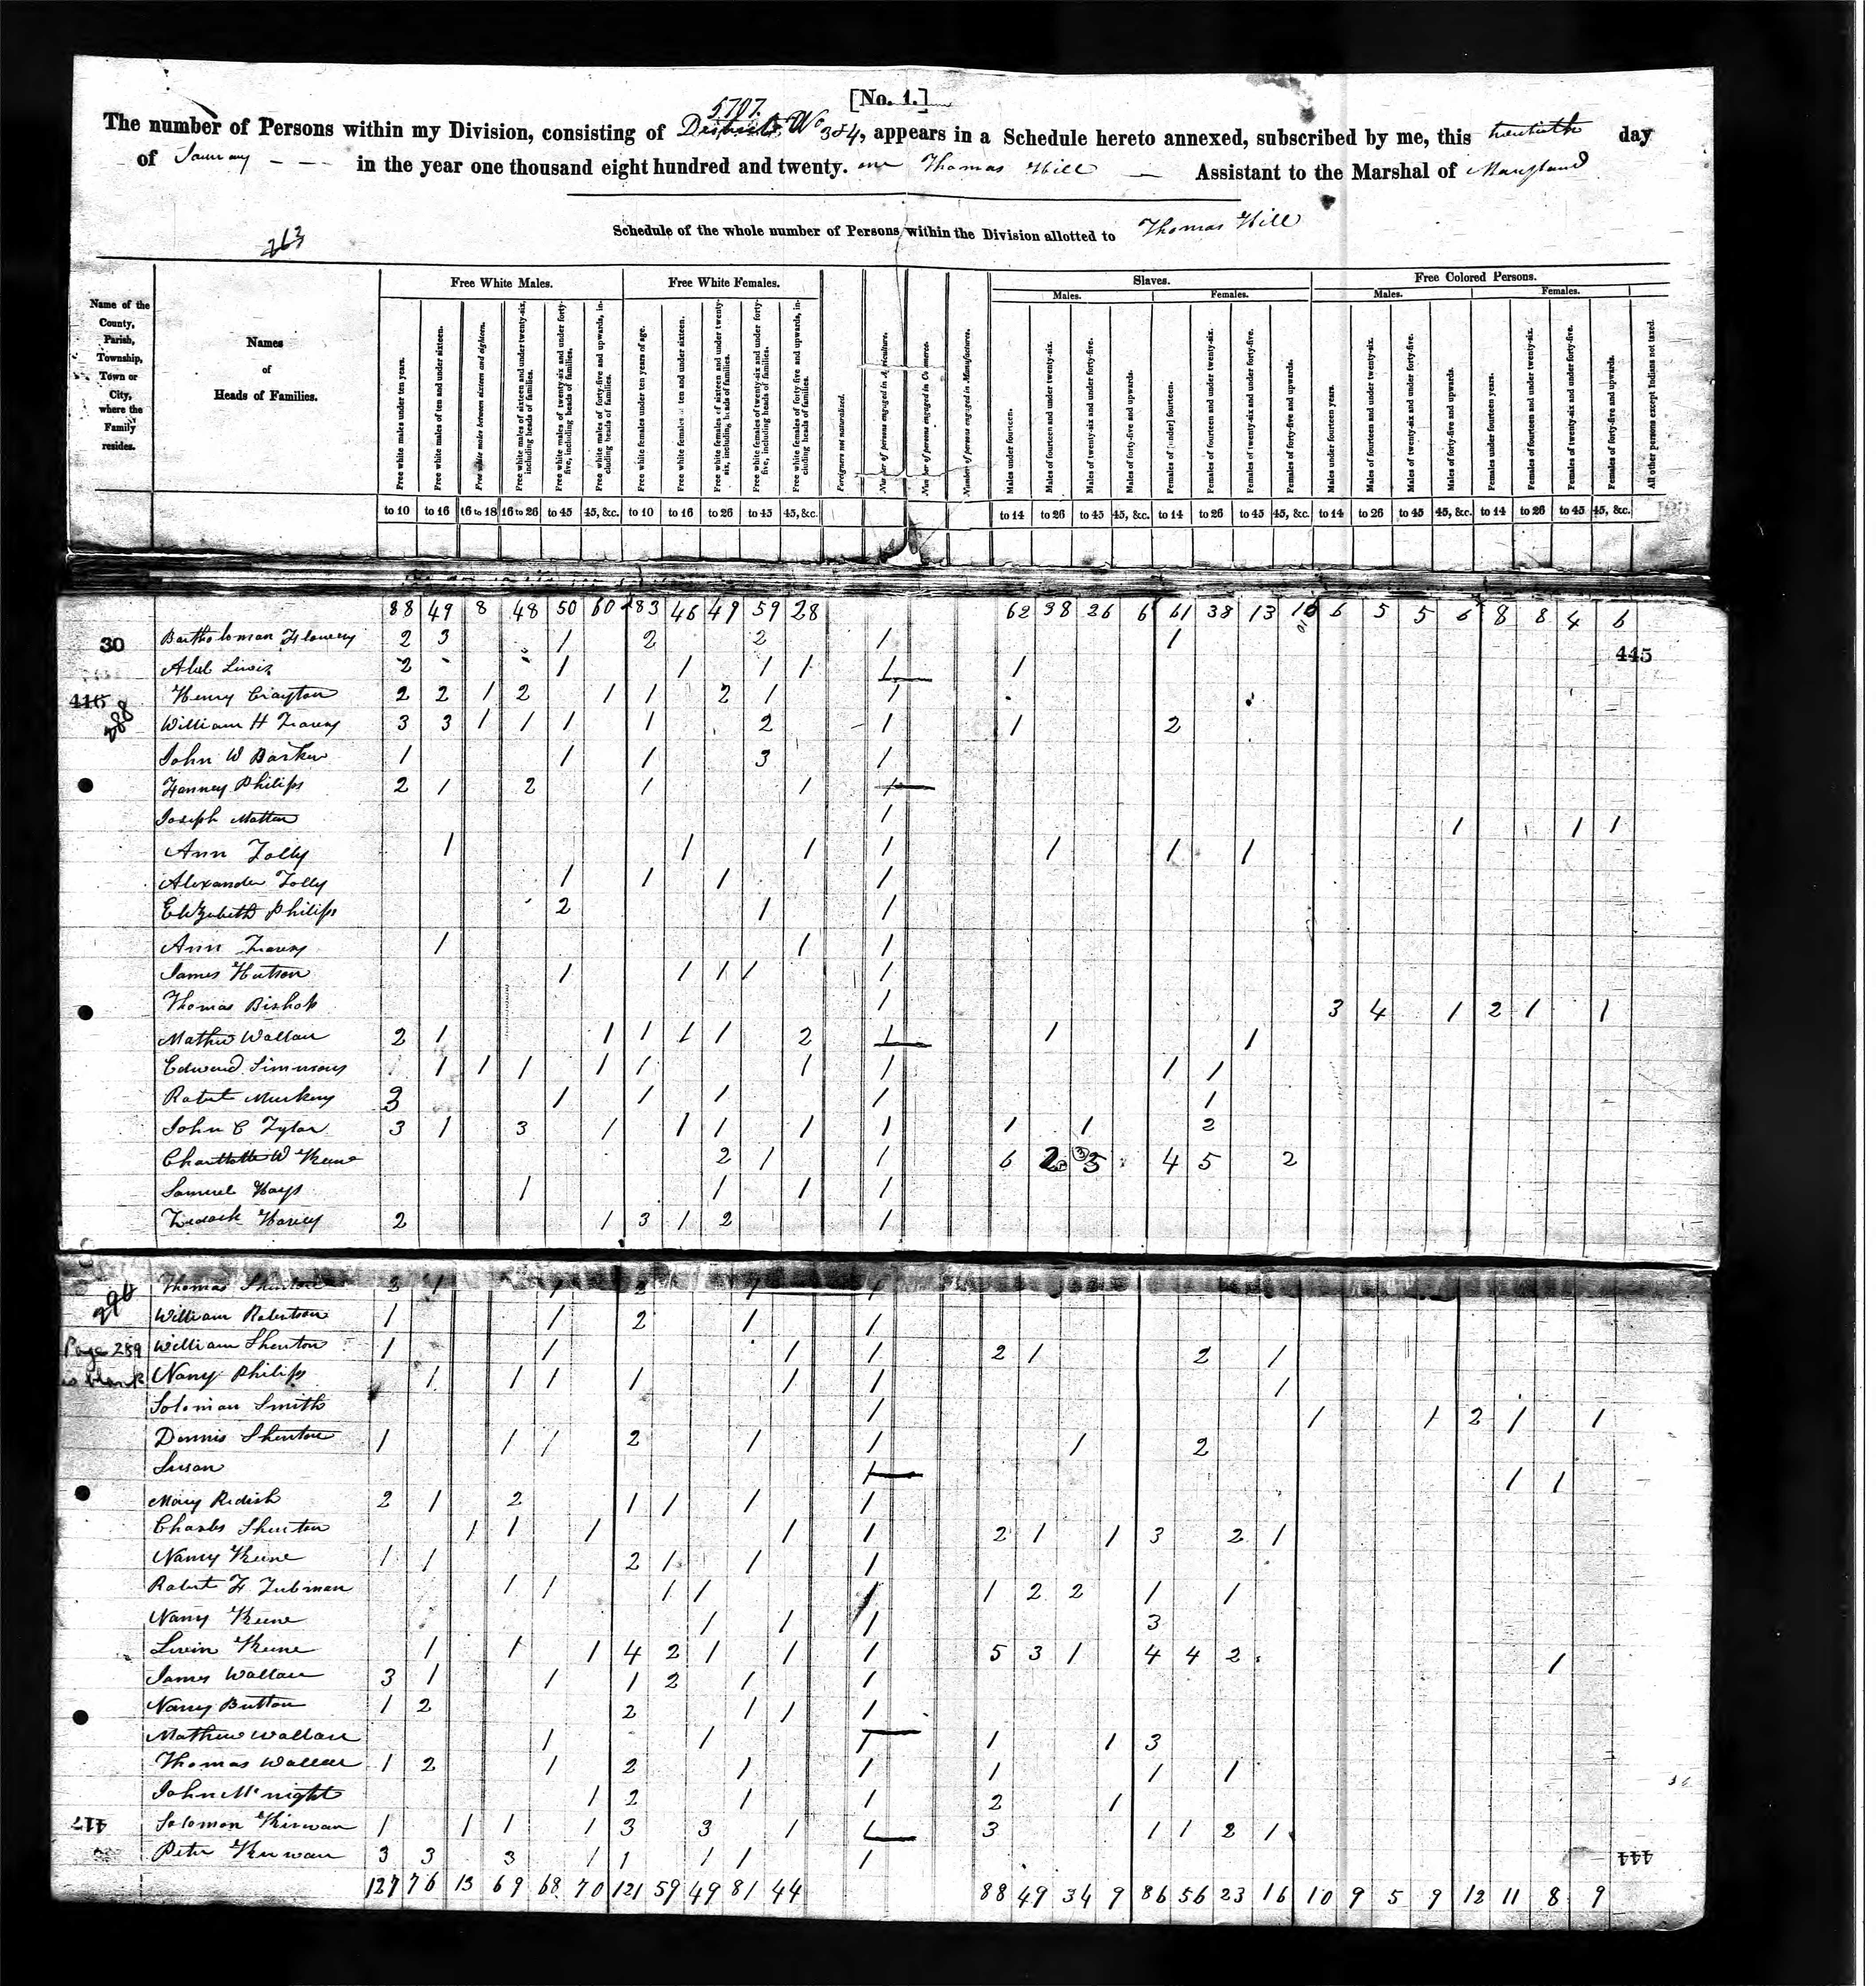 [No. 1.]
5707.
The number of Persons within my Division, consisting of Districts No 3 & 4, appears in a Schedule hereto annexed, subscribed by me, this twentieth day
of January - - - in the year one thousand eight hundred and twenty. one Thomas Hill — Assistant to the Marshal of Maryland
263
Schedule of the whole number of Persons within the Division allotted to Thomas Hill
Name of the County, Parish, Township, Town or City, where the Family resides.
Names of Heads of Families.
Free White Males.
Free White Females.
Slaves.
Free Colored Persons.
Males. Females. Males. Females.
Free white males under ten years.
Free white males of ten and under sixteen.
Free white males between sixteen and eighteen.
Free white males of sixteen and under twenty-six, including heads of families.
Free white males of twenty-six and under forty-five, including heads of families.
Free white males of forty-five and upwards, including heads of families.
Free white females under ten years of age.
Free white females of ten and under sixteen.
Free white females of sixteen and under twenty-six, including heads of families.
Free white females of twenty-six and under forty-five, including heads of families.
Free white females of forty five and upwards, including heads of families.
Foreigners not naturalized.
Number of persons engaged in Agriculture.
Number of persons engaged in Commerce.
Number of persons engaged in Manufactures.
Males under fourteen.
Males of fourteen and under twenty-six.
Males of twenty-six and under forty-five.
Males of forty-five and upwards.
Females of [under] fourteen.
Females of fourteen and under twenty-six.
Females of twenty-six and under forty-five.
Females of forty-five and upwards.
Males under fourteen years.
Males of fourteen and under twenty-six.
Males of twenty-six and under forty-five.
Males of forty-five and upwards.
Females under fourteen years.
Females of fourteen and under twenty-six.
Females of twenty-six and under forty-five.
Females of forty-five and upwards.
All other persons except Indians not taxed.
to 10 to 16 16 to 18 16 to 26 to 45 45, &c. to 10 to 16 to 26 to 45 45, &c. to 14 to 26 to 45 45, &c. to 14 to 26 to 45 45, &c. to 14 to 26 to 45 45, &c. to 14 to 26 to 45 45, &c.
88 49 8 48 50 60 83 46 49 59 28 62 38 26 6 61 38 13 10 6 5 5 6 8 8 4 6
30 2 3 1 2 2 1 1
445
Abel Lewis 2 1 1 1 1 1 1
416 Henry Crayton 2 2 1 2 1 1 2 1 1
288 William H Travers 3 3 1 1 1 1 2 1 1 2
John W Barker 1 1 1 3 1
Fanney Philips 2 1 2 1 1 1
Joseph 1 1 1 1
Ann Tolly 1 1 1 1 1 1 1
Alexander Tolly 1 1 1 1
Elizabeth Philips 2 1 1
Ann Travers 1 1 1
James Hutson 1 1 1 1 1
Thomas Bishop 1 3 4 1 2 1 1
Mathew Wallace 2 1 1 1 1 1 2 1 1 1
Edward Simmons 1 1 1 1 1 1 1 1 1
Robert 3 1 1 1 1 1
John C Tyler 3 1 3 1 1 1 1 1 1 1 2
Charlotte W Keene 2 1 1 6 2 3 4 5 2
Samuel Hays 1 1 1 1
Zadock Harvey 2 1 3 1 2 1
Thomas Shenton 1 1 1 1
290 William Robertson 1 1 2 1 1
Page 289 William Shenton 1 1 1 1 2 1 2 1
is blank Nancy Philips 1 1 1 1 1 1 1
Solomon Smith 1 1 1 2 1 1
Dennis Shenton 1 1 1 2 1 1 1 2
Susan 1 1 1
Mary Redish 2 1 2 1 1 1 1
Charles Shenton 1 1 1 1 1 2 1 1 3 2 1
Nancy Keene 1 1 2 1 1 1
Robert F Tubman 1 1 1 1 1 1 2 2 1 1
Nancy Keene 1 1 1 3
Levin Keene 1 1 1 4 2 1 1 1 5 3 1 4 4 2 1
James Wallace 3 1 1 1 2 1 1
Nancy Button 1 2 2 1 1 1
Mathew Wallace 1 1 1 1 1 3
Thomas Wallace 1 2 1 2 1 1 1 1 1
John McNight 1 2 1 1 2 1
417 Solomon Kirwan 1 1 1 1 3 3 1 1 3 1 1 2 1
Peter Kirwan 3 3 3 1 1 1 1 1
127 76 13 69 68 70 121 59 49 81 44 88 49 34 9 86 56 23 16 10 9 5 9 12 11 8 9